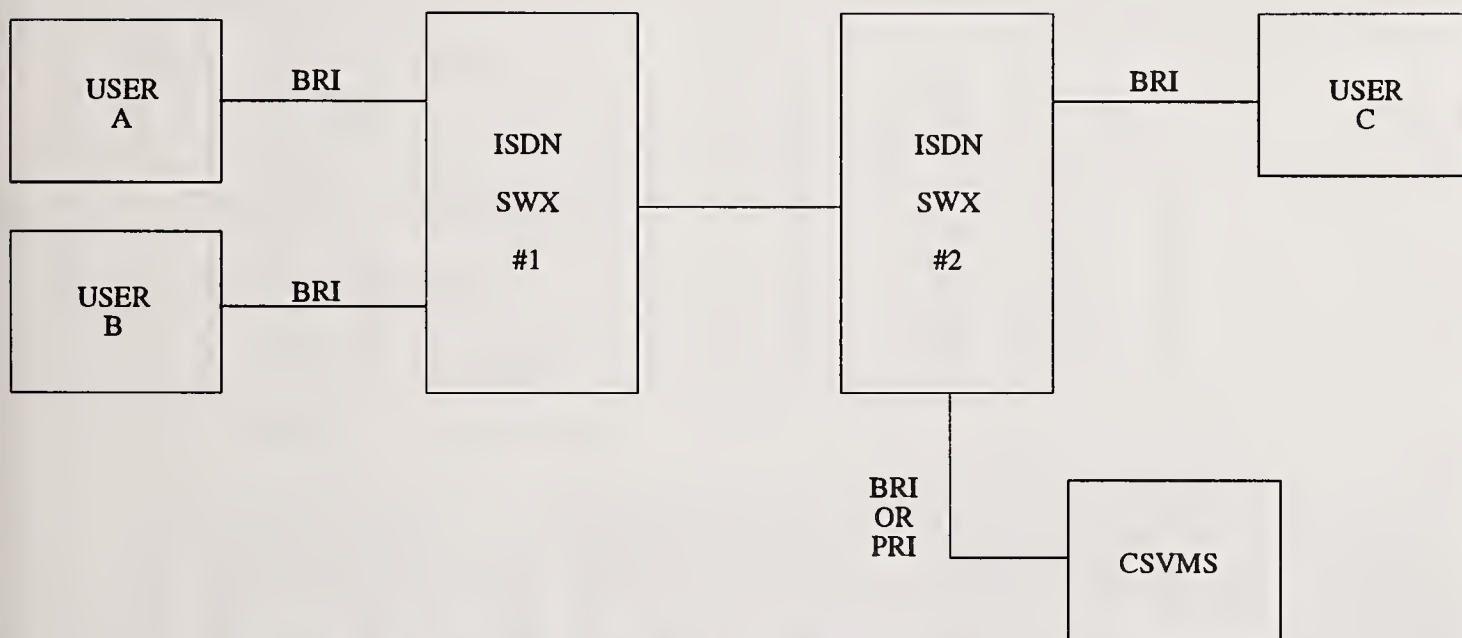 USER
A
BRI
ISDN
SWX
#1
ISDN
SWX
#2
BRI
USER
C
USER
B
BRI
BRI
OR
PRI
CSVMS